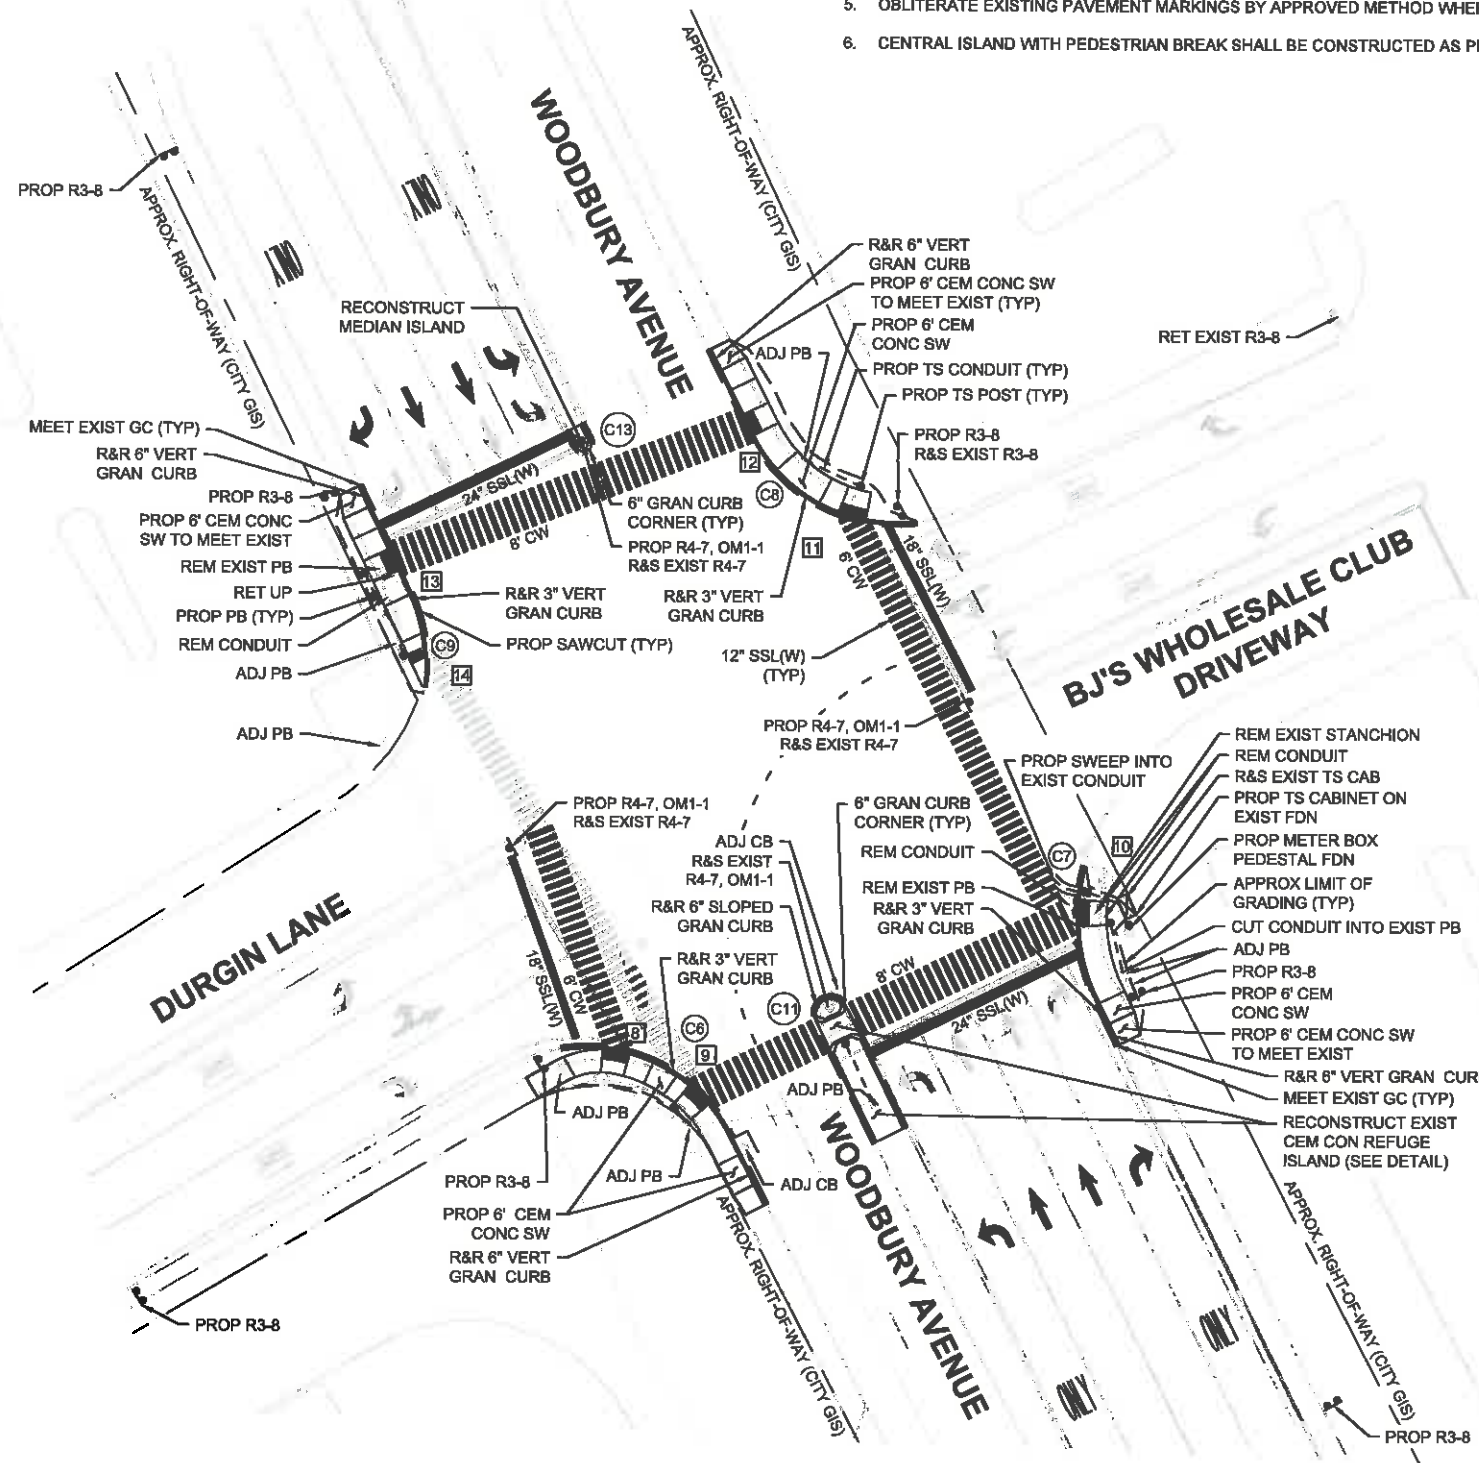 5. OBLITERATE EXISTING PAVEMENT MARKINGS BY APPROVED METHOD
6. CENTRAL ISLAND WITH PEDESTRIAN BREAK SHALL BE CONSTRUCTED AS
APPROX. RIGHT-OF-WAY (CITY GIS)
WOODBURY AVENUE
PROP R3-8
APPROX. RIGHT-OF-WAY (CITY GIS)
ONLY
ONLY
RECONSTRUCT
MEDIAN ISLAND
R&R 6" VERT
GRAN CURB
PROP 6' CEM CONC SW
TO MEET EXIST (TYP)
PROP 6' CEM
CONC SW
ADJ PB
PROP TS CONDUIT (TYP)
PROP TS POST (TYP)
RET EXIST R3-8
PROP R3-8
R&S EXIST R3-8
MEET EXIST GC (TYP)
R&R 6" VERT
GRAN CURB
PROP R3-8
PROP 6' CEM CONC
SW TO MEET EXIST
REM EXIST PB
RET UP
PROP PB (TYP)
REM CONDUIT
ADJ PB
ADJ PB
C13
24" SSL(W)
8' CW
6" GRAN CURB
CORNER (TYP)
PROP R4-7, OM1-1
R&S EXIST R4-7
12
C8
11
13
R&R 3" VERT
GRAN CURB
PROP SAWCUT (TYP)
C9
14
R&R 3" VERT
GRAN CURB
6' CW
18" SSL(W)
12" SSL(W)
(TYP)
BJ'S WHOLESALE CLUB
DRIVEWAY
PROP R4-7, OM1-1
R&S EXIST R4-7
PROP SWEEP INTO
EXIST CONDUIT
REM EXIST STANCHION
REM CONDUIT
R&S EXIST TS CAB
PROP TS CABINET ON
EXIST FDN
PROP METER BOX
PEDESTAL FDN
APPROX LIMIT OF
GRADING (TYP)
CUT CONDUIT INTO EXIST PB
ADJ PB
PROP R3-8
PROP 6' CEM
CONC SW
PROP 6' CEM CONC SW
TO MEET EXIST
R&R 6" VERT GRAN CUR
MEET EXIST GC (TYP)
RECONSTRUCT EXIST
CEM CON REFUGE
ISLAND (SEE DETAIL)
PROP R4-7, OM1-1
R&S EXIST R4-7
6" GRAN CURB
CORNER (TYP)
ADJ CB
R&S EXIST
R4-7, OM1-1
R&R 6" SLOPED
GRAN CURB
REM CONDUIT
REM EXIST PB
R&R 3" VERT
GRAN CURB
C7
10
R&R 3" VERT
GRAN CURB
8' CW
24" SSL(W)
C11
C6
8
9
DURGIN LANE
18" SSL(W)
6' CW
ADJ PB
ADJ PB
ADJ PB
ADJ CB
PROP R3-8
PROP 6' CEM
CONC SW
R&R 6" VERT
GRAN CURB
PROP R3-8
WOODBURY AVENUE
APPROX. RIGHT-OF-WAY (CITY GIS)
APPROX. RIGHT-OF-WAY (CITY GIS)
ONLY
ONLY
PROP R3-8